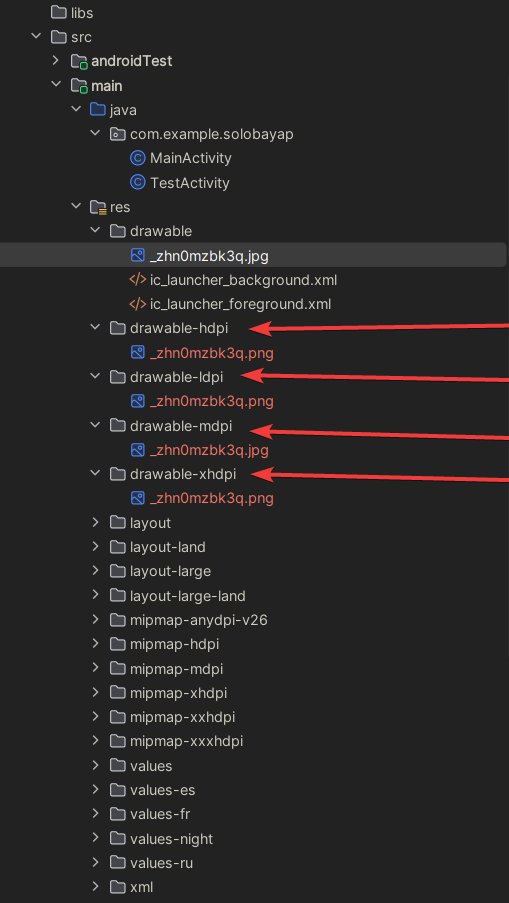 libs
src
androidTest
main
java
com.example.solobayap
MainActivity
TestActivity
res
drawable
_zhn0mzbk3q.jpg
ic_launcher_background.xml
ic_launcher_foreground.xml
drawable-hdpi
_zhn0mzbk3q.png
drawable-ldpi
_zhn0mzbk3q.png
drawable-mdpi
_zhn0mzbk3q.jpg
drawable-xhdpi
_zhn0mzbk3q.png
layout
layout-land
layout-large
layout-large-land
mipmap-anydpi-v26
mipmap-hdpi
mipmap-mdpi
mipmap-xhdpi
mipmap-xxhdpi
mipmap-xxxhdpi
values
values-es
values-fr
values-night
values-ru
xml